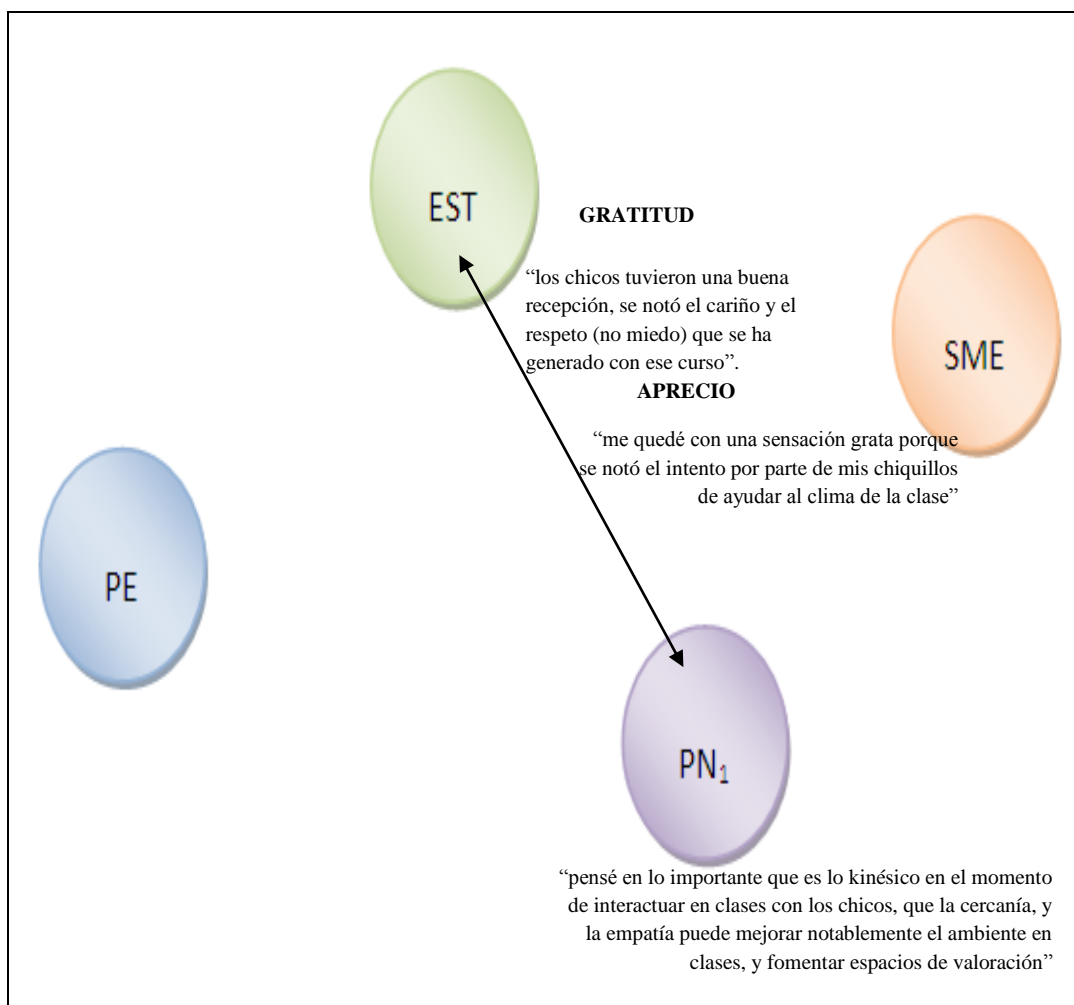 EST
GRATITUD
“los chicos tuvieron una buena
recepción, se notó el cariño y el
respeto (no miedo) que se ha
generado con ese curso”.
SME
APRECIO
“me quedé con una sensación grata porque
se notó el intento por parte de mis chiquillos
de ayudar al clima de la clase”
PE
PN₁
“pensé en lo importante que es lo kinésico en el momento
de interactuar en clases con los chicos, que la cercanía, y
la empatía puede mejorar notablemente el ambiente en
clases, y fomentar espacios de valoración”